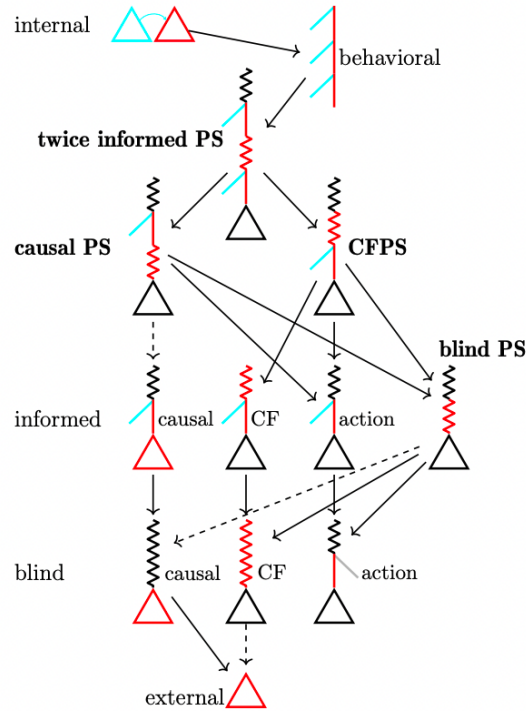 internal
behavioral
twice informed PS
causal PS
CFPS
blind PS
informed
causal
CF
action
blind
causal
CF
action
external